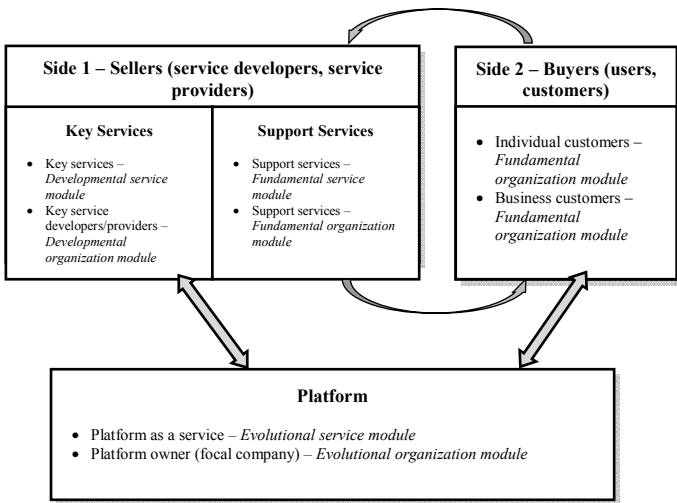 Side 1 – Sellers (service developers, service
providers)
Key Services
• Key services –
Developmental service
module
• Key service
developers/providers –
Developmental
organization module
Support Services
• Support services –
Fundamental service
module
• Support services –
Fundamental organization
module
Side 2 – Buyers (users,
customers)
• Individual customers –
Fundamental
organization module
• Business customers –
Fundamental
organization module
Platform
• Platform as a service – Evolutional service module
• Platform owner (focal company) – Evolutional organization module